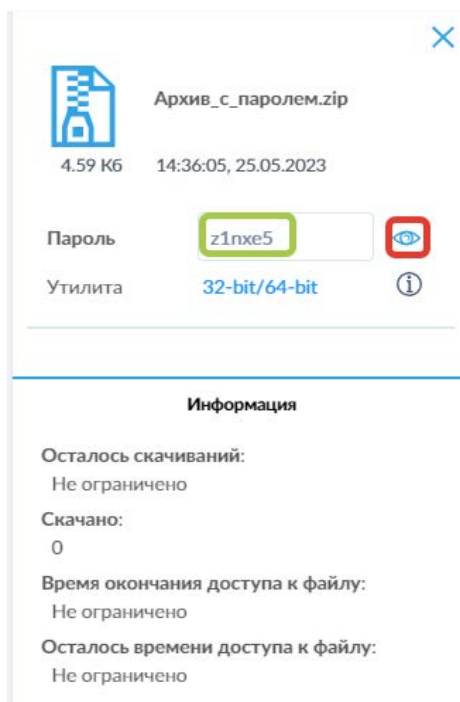 Архив_с_паролем.zip
4.59 Кб 14:36:05, 25.05.2023
Пароль z1nxe5
Утилита 32-bit/64-bit
Информация
Осталось скачиваний:
Не ограничено
Скачано:
0
Время окончания доступа к файлу:
Не ограничено
Осталось времени доступа к файлу:
Не ограничено